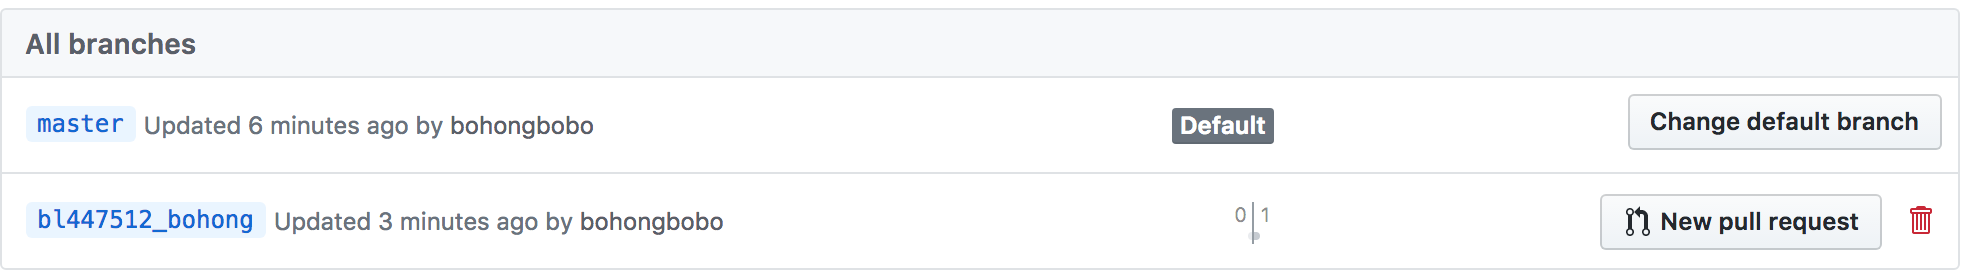 All branches
master Updated 6 minutes ago by bohongbobo Default Change default branch
bl447512_bohong Updated 3 minutes ago by bohongbobo 0 1 New pull request